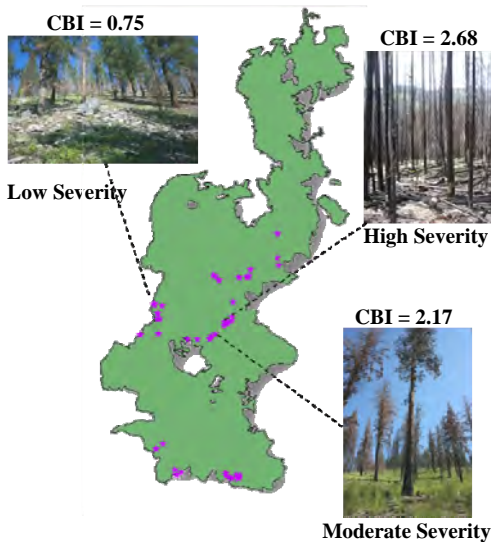 CBI = 0.75
CBI = 2.68
Low Severity
High Severity
CBI = 2.17
Moderate Severity